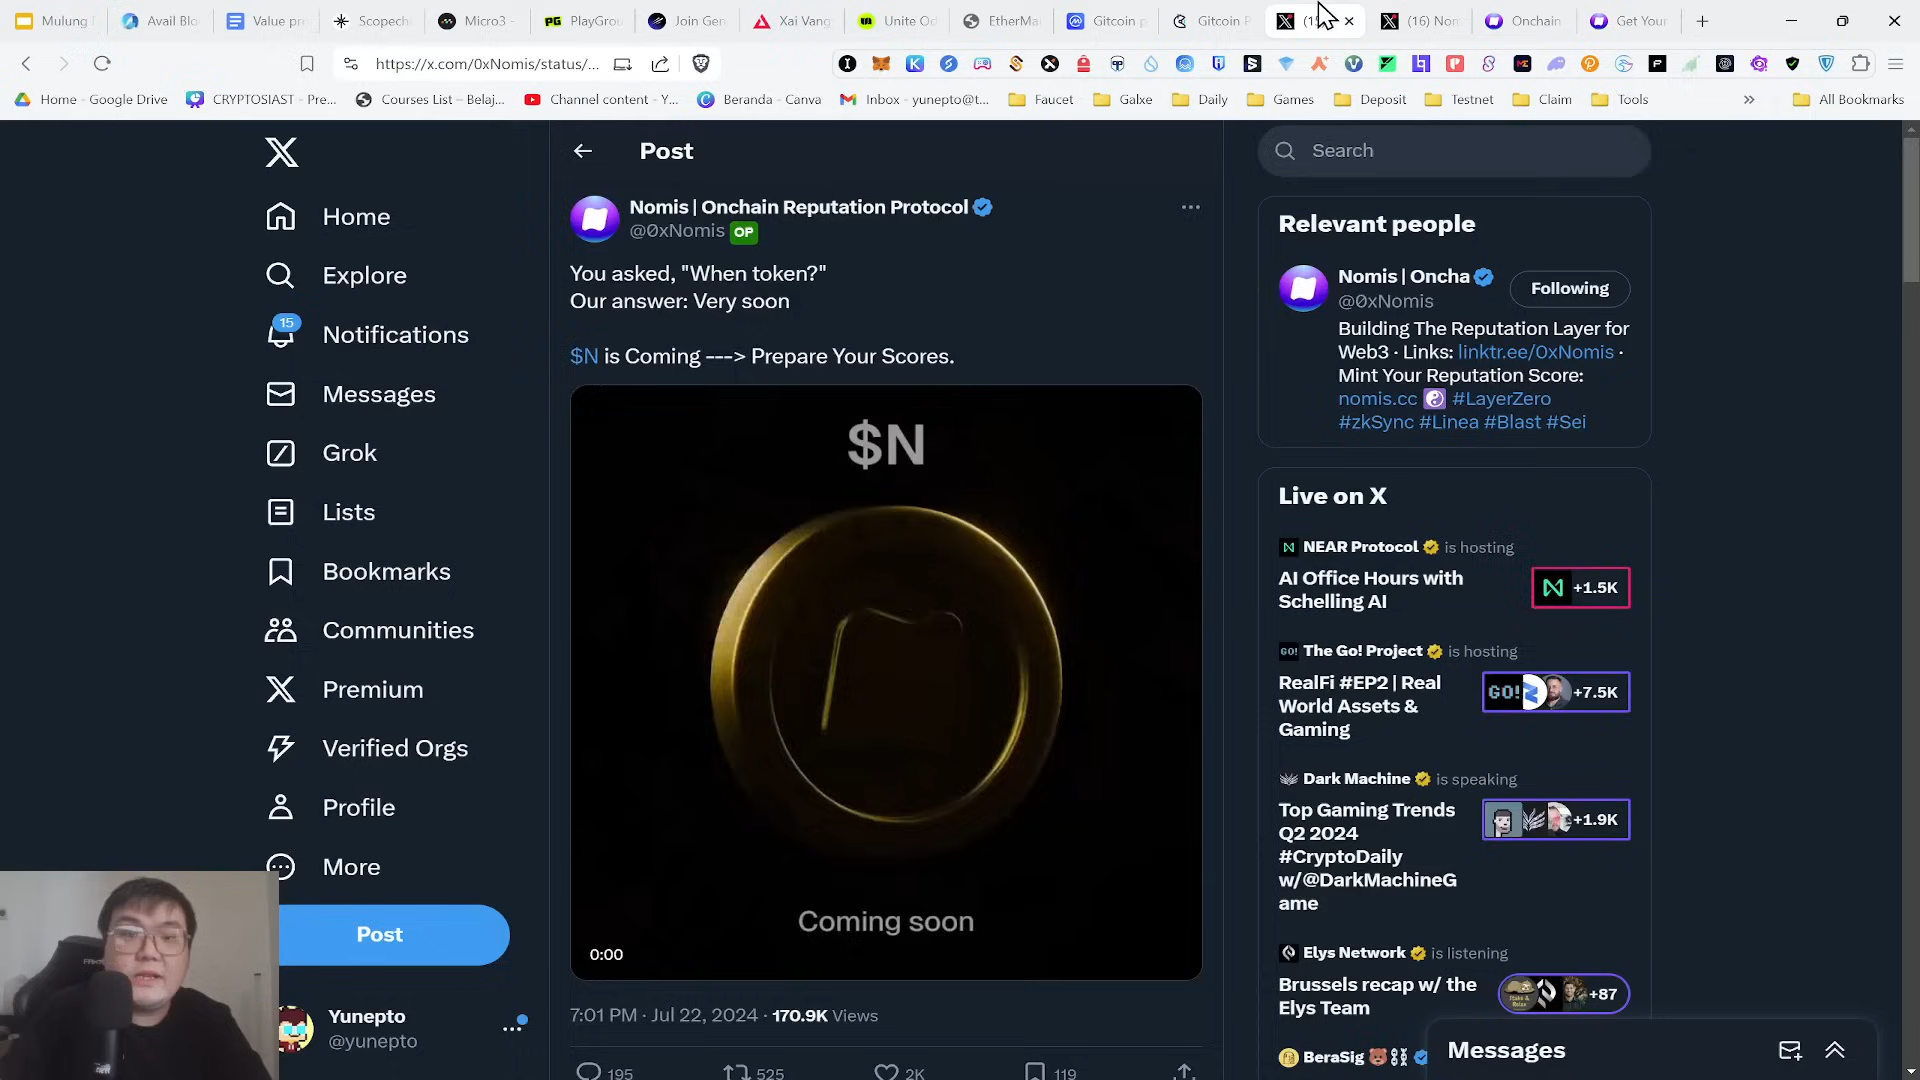 Mulung
Avail Blo
Value pr
Scopech
Micro3 -
PlayGrou
Join Gen
Xai Vang
Unite Od
EtherMa
Gitcoin p
Gitcoin P
(16) Nom
Onchain
Get Your
https://x.com/0xNomis/status/...
Home - Google Drive
CRYPTOSIAST - Pre...
Courses List – Belaj...
Channel content - Y...
Beranda - Canva
Inbox - yunepto@t...
Faucet
Galxe
Daily
Games
Deposit
Testnet
Claim
Tools
All Bookmarks
Home
Explore
15
Notifications
Messages
Grok
Lists
Bookmarks
Communities
Premium
Verified Orgs
Profile
More
Post
Yunepto
@yunepto
Post
Nomis | Onchain Reputation Protocol
@0xNomis OP
You asked, "When token?"
Our answer: Very soon
$N is Coming ---> Prepare Your Scores.
$N
Coming soon
0:00
7:01 PM · Jul 22, 2024 · 170.9K Views
195
525
2K
119
Search
Relevant people
Nomis | Oncha
@0xNomis
Following
Building The Reputation Layer for
Web3 · Links: linktr.ee/0xNomis ·
Mint Your Reputation Score:
nomis.cc ☯️ #LayerZero
#zkSync #Linea #Blast #Sei
Live on X
NEAR Protocol is hosting
AI Office Hours with
Schelling AI
+1.5K
The Go! Project is hosting
RealFi #EP2 | Real
World Assets &
Gaming
GO!
+7.5K
Dark Machine is speaking
Top Gaming Trends
Q2 2024
#CryptoDaily
w/@DarkMachineG
ame
+1.9K
Elys Network is listening
Brussels recap w/ the
Elys Team
+87
BeraSig 🐻⛓️
Messages